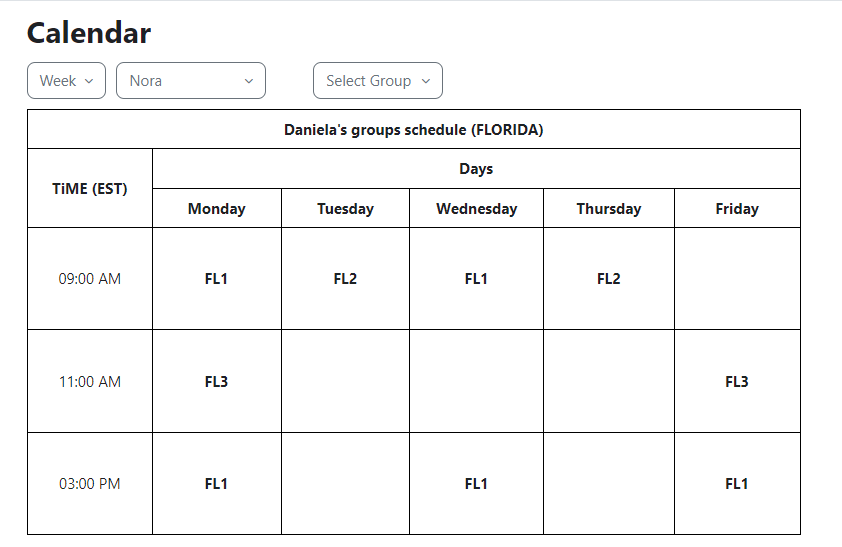 Calendar
Week Nora Select Group
Daniela's groups schedule (FLORIDA)
TiME (EST) Days
Monday Tuesday Wednesday Thursday Friday
09:00 AM FL1 FL2 FL1 FL2
11:00 AM FL3 FL3
03:00 PM FL1 FL1 FL1